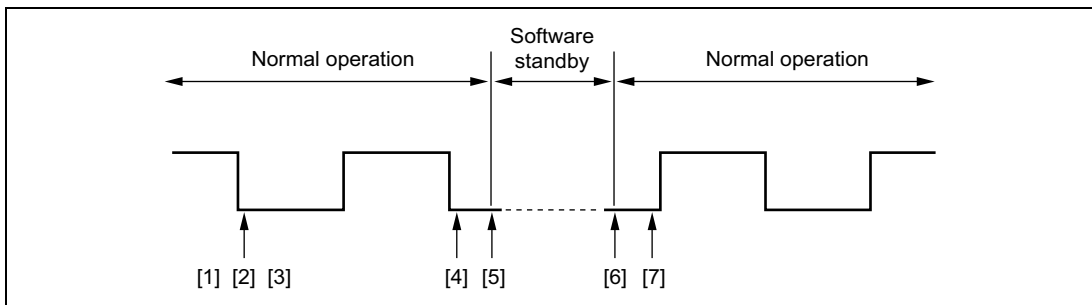 Normal operation
Software
standby
Normal operation
[1] [2] [3]
[4]
[5]
[6]
[7]